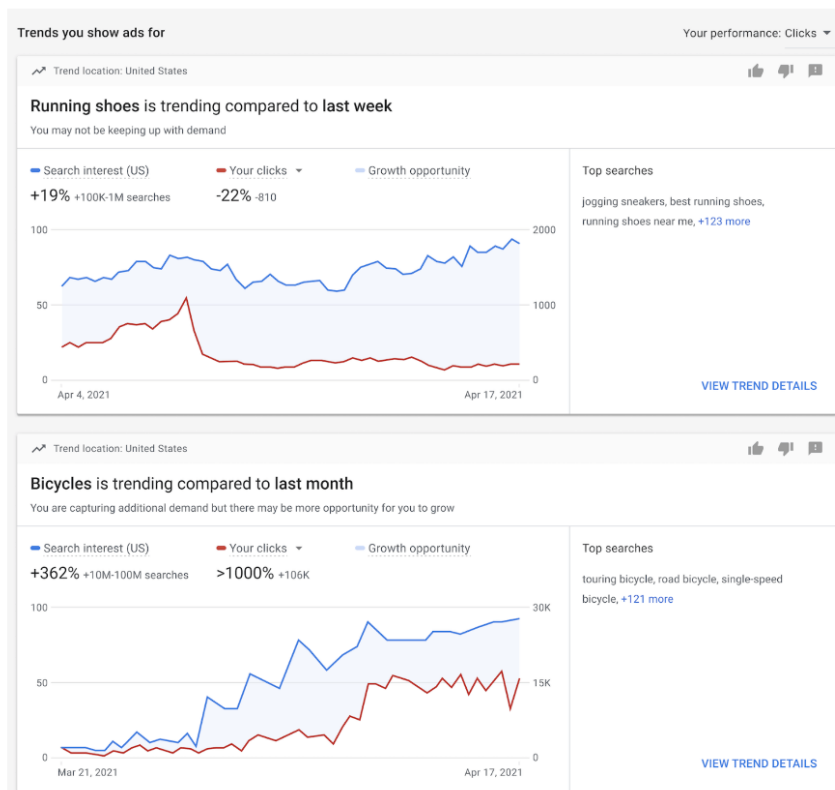 Trends you show ads for
Your performance: Clicks
Trend location: United States
Running shoes is trending compared to last week
You may not be keeping up with demand
Search interest (US)
Your clicks
Growth opportunity
Top searches
+19% +100K-1M searches
-22% -810
jogging sneakers, best running shoes,
running shoes near me, +123 more
100
2000
50
1000
0
0
Apr 4, 2021
Apr 17, 2021
VIEW TREND DETAILS
Trend location: United States
Bicycles is trending compared to last month
You are capturing additional demand but there may be more opportunity for you to grow
Search interest (US)
Your clicks
Growth opportunity
Top searches
+362% +10M-100M searches
>1000% +106K
touring bicycle, road bicycle, single-speed
bicycle, +121 more
100
30K
50
15K
0
0
Mar 21, 2021
Apr 17, 2021
VIEW TREND DETAILS